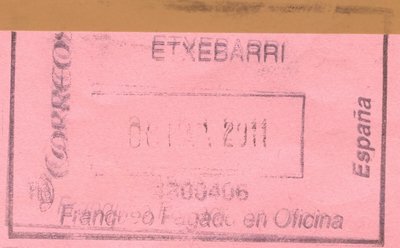 ETXEBARRI
CORREOS
2011
España
Franqueo Pagado en Oficina